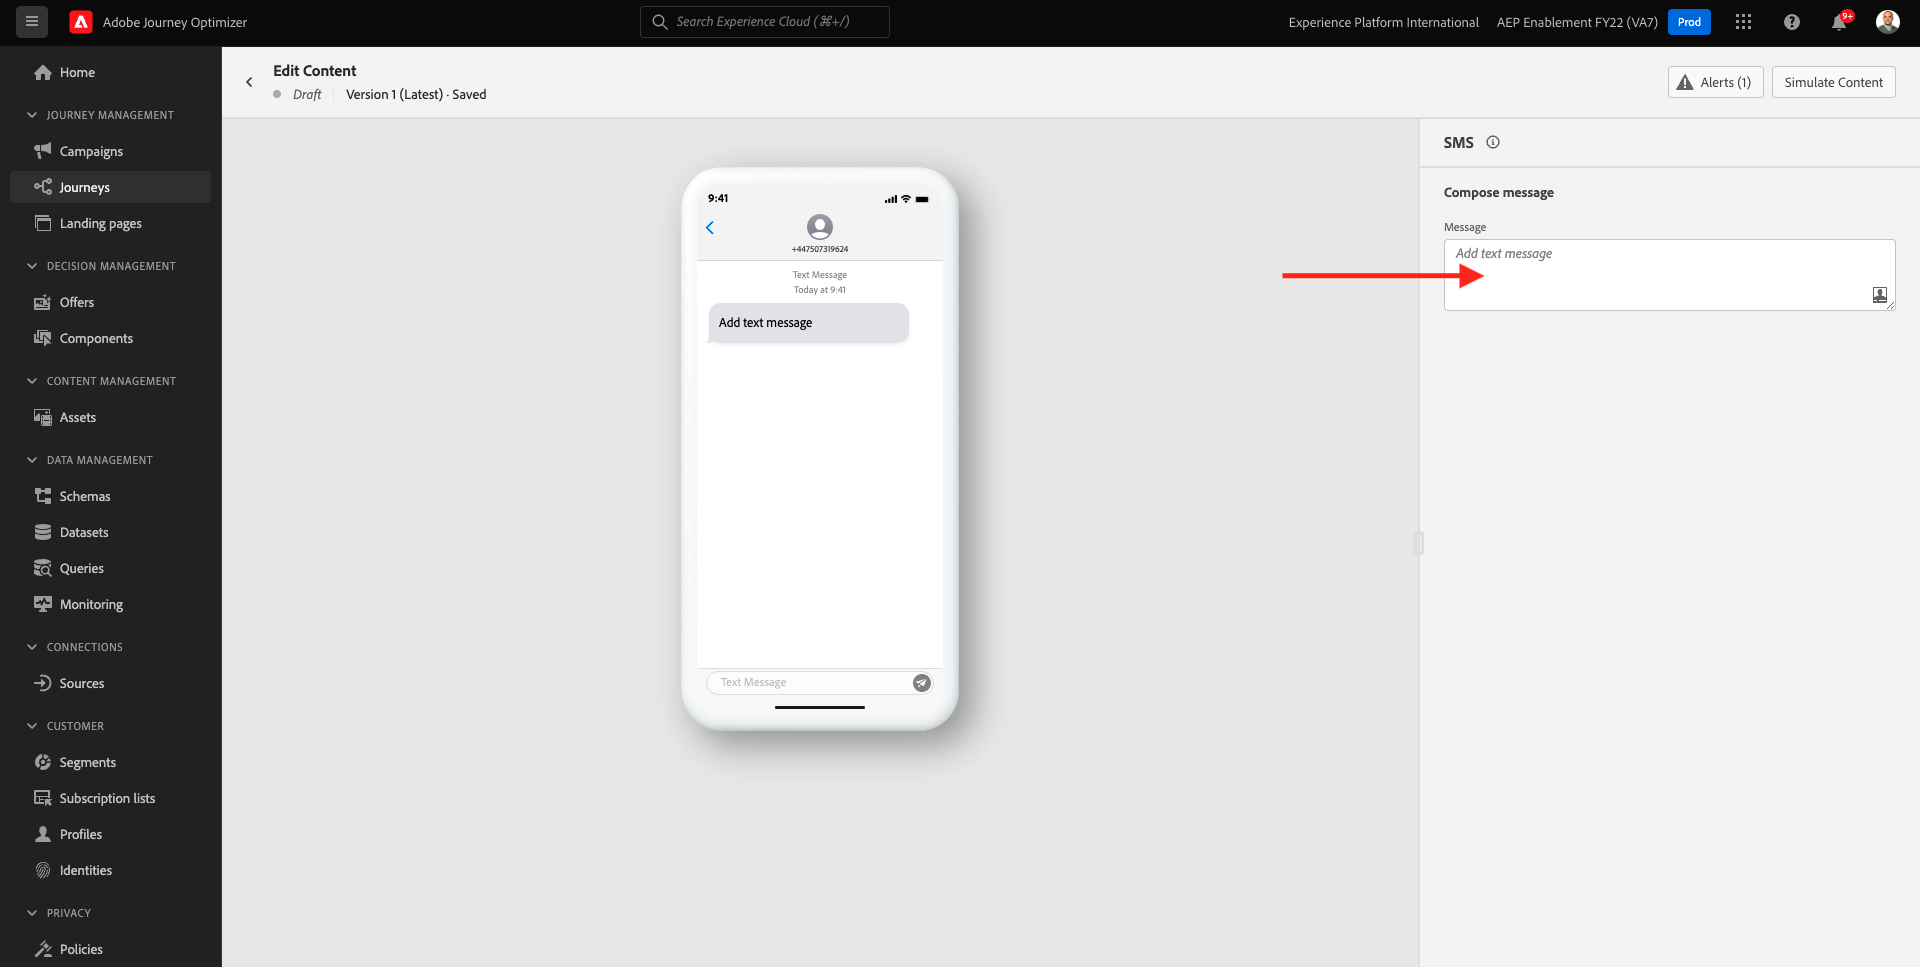 Adobe Journey Optimizer
Search Experience Cloud (⌘+/)
Experience Platform International
AEP Enablement FY22 (VA7)
Prod
9+
Home
JOURNEY MANAGEMENT
Campaigns
Journeys
Landing pages
DECISION MANAGEMENT
Offers
Components
CONTENT MANAGEMENT
Assets
DATA MANAGEMENT
Schemas
Datasets
Queries
Monitoring
CONNECTIONS
Sources
CUSTOMER
Segments
Subscription lists
Profiles
Identities
PRIVACY
Policies
Edit Content
Draft
Version 1 (Latest) · Saved
Alerts (1)
Simulate Content
9:41
+447507319624
Text Message
Today at 9:41
Add text message
Text Message
SMS
Compose message
Message
Add text message